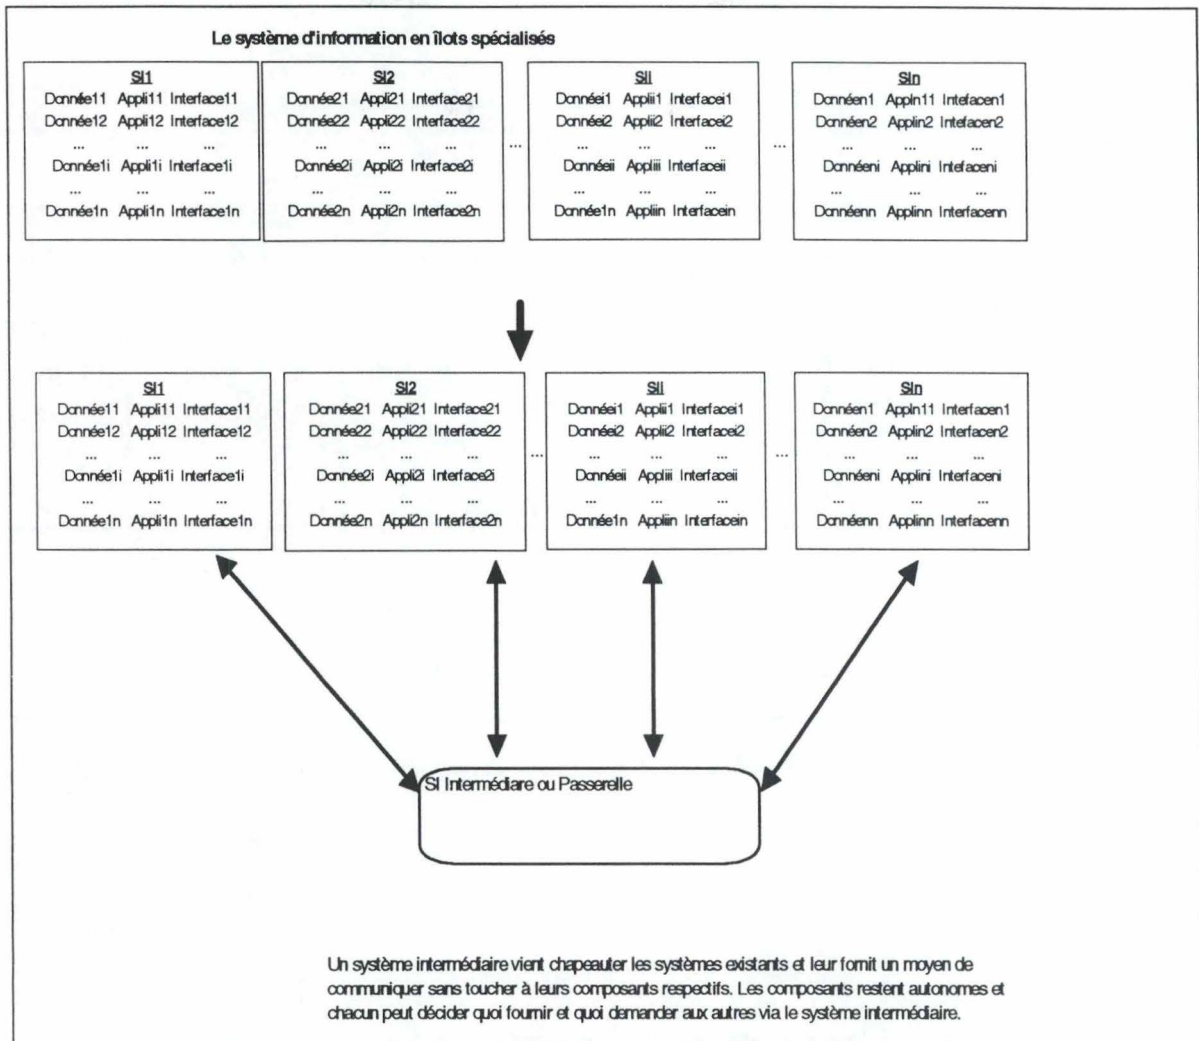 Le système d'information en îlots spécialisés
SI1
Donnée11 Appli11 Interface11
Donnée12 Appli12 Interface12
... ... ...
Donnée1i Appli1i Interface1i
... ... ...
Donnée1n Appli1n Interface1n
SI2
Donnée21 Appli21 Interface21
Donnée22 Appli22 Interface22
... ... ...
Donnée2i Appli2i Interface2i
... ... ...
Donnée2n Appli2n Interface2n
...
SIi
Donnéei1 Applii1 Interfacei1
Donnéei2 Applii2 Interfacei2
... ... ...
Donnéeii Appliii Interfaceii
... ... ...
Donnée1n Appliin Interfacein
...
SIn
Donnéen1 Appln11 Intefacen1
Donnéen2 Applin2 Intefacen2
... ... ...
Donnéeni Applini Intefaceni
... ... ...
Donnéenn Applinn Interfacenn
SI1
Donnée11 Appli11 Interface11
Donnée12 Appli12 Interface12
... ... ...
Donnée1i Appli1i Interface1i
... ... ...
Donnée1n Appli1n Interface1n
SI2
Donnée21 Appli21 Interface21
Donnée22 Appli22 Interface22
... ... ...
Donnée2i Appli2i Interface2i
... ... ...
Donnée2n Appli2n Interface2n
...
SIi
Donnéei1 Applii1 Interfacei1
Donnéei2 Applii2 Interfacei2
... ... ...
Donnéeii Appliii Interfaceii
... ... ...
Donnée1n Appliin Interfacein
...
SIn
Donnéen1 Appln11 Interfacen1
Donnéen2 Applin2 Interfacen2
... ... ...
Donnéeni Applini Interfaceni
... ... ...
Donnéenn Applinn Interfacenn
SI Intermédiare ou Passerelle
Un système intermédiaire vient chapeauter les systèmes existants et leur fornit un moyen de
communiquer sans toucher à leurs composants respectifs. Les composants restent autonomes et
chacun peut décider quoi fournir et quoi demander aux autres via le système intermédiaire.